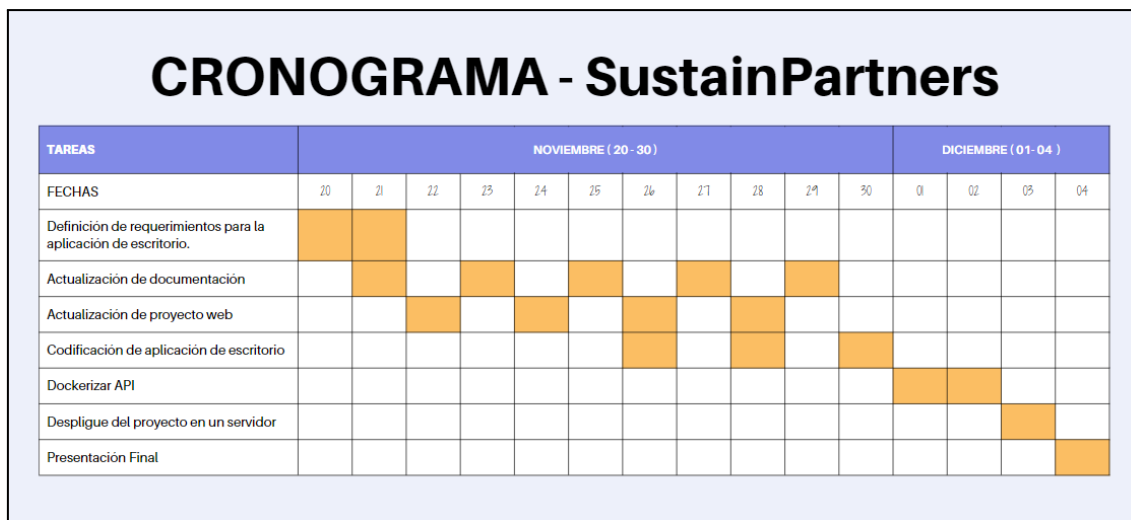 CRONOGRAMA - SustainPartners
TAREAS NOVIEMBRE ( 20 - 30 ) DICIEMBRE ( 01- 04 )
FECHAS 20 21 22 23 24 25 26 27 28 29 30 01 02 03 04
Definición de requerimientos para la
aplicación de escritorio.
Actualización de documentación
Actualización de proyecto web
Codificación de aplicación de escritorio
Dockerizar API
Despligue del proyecto en un servidor
Presentación Final